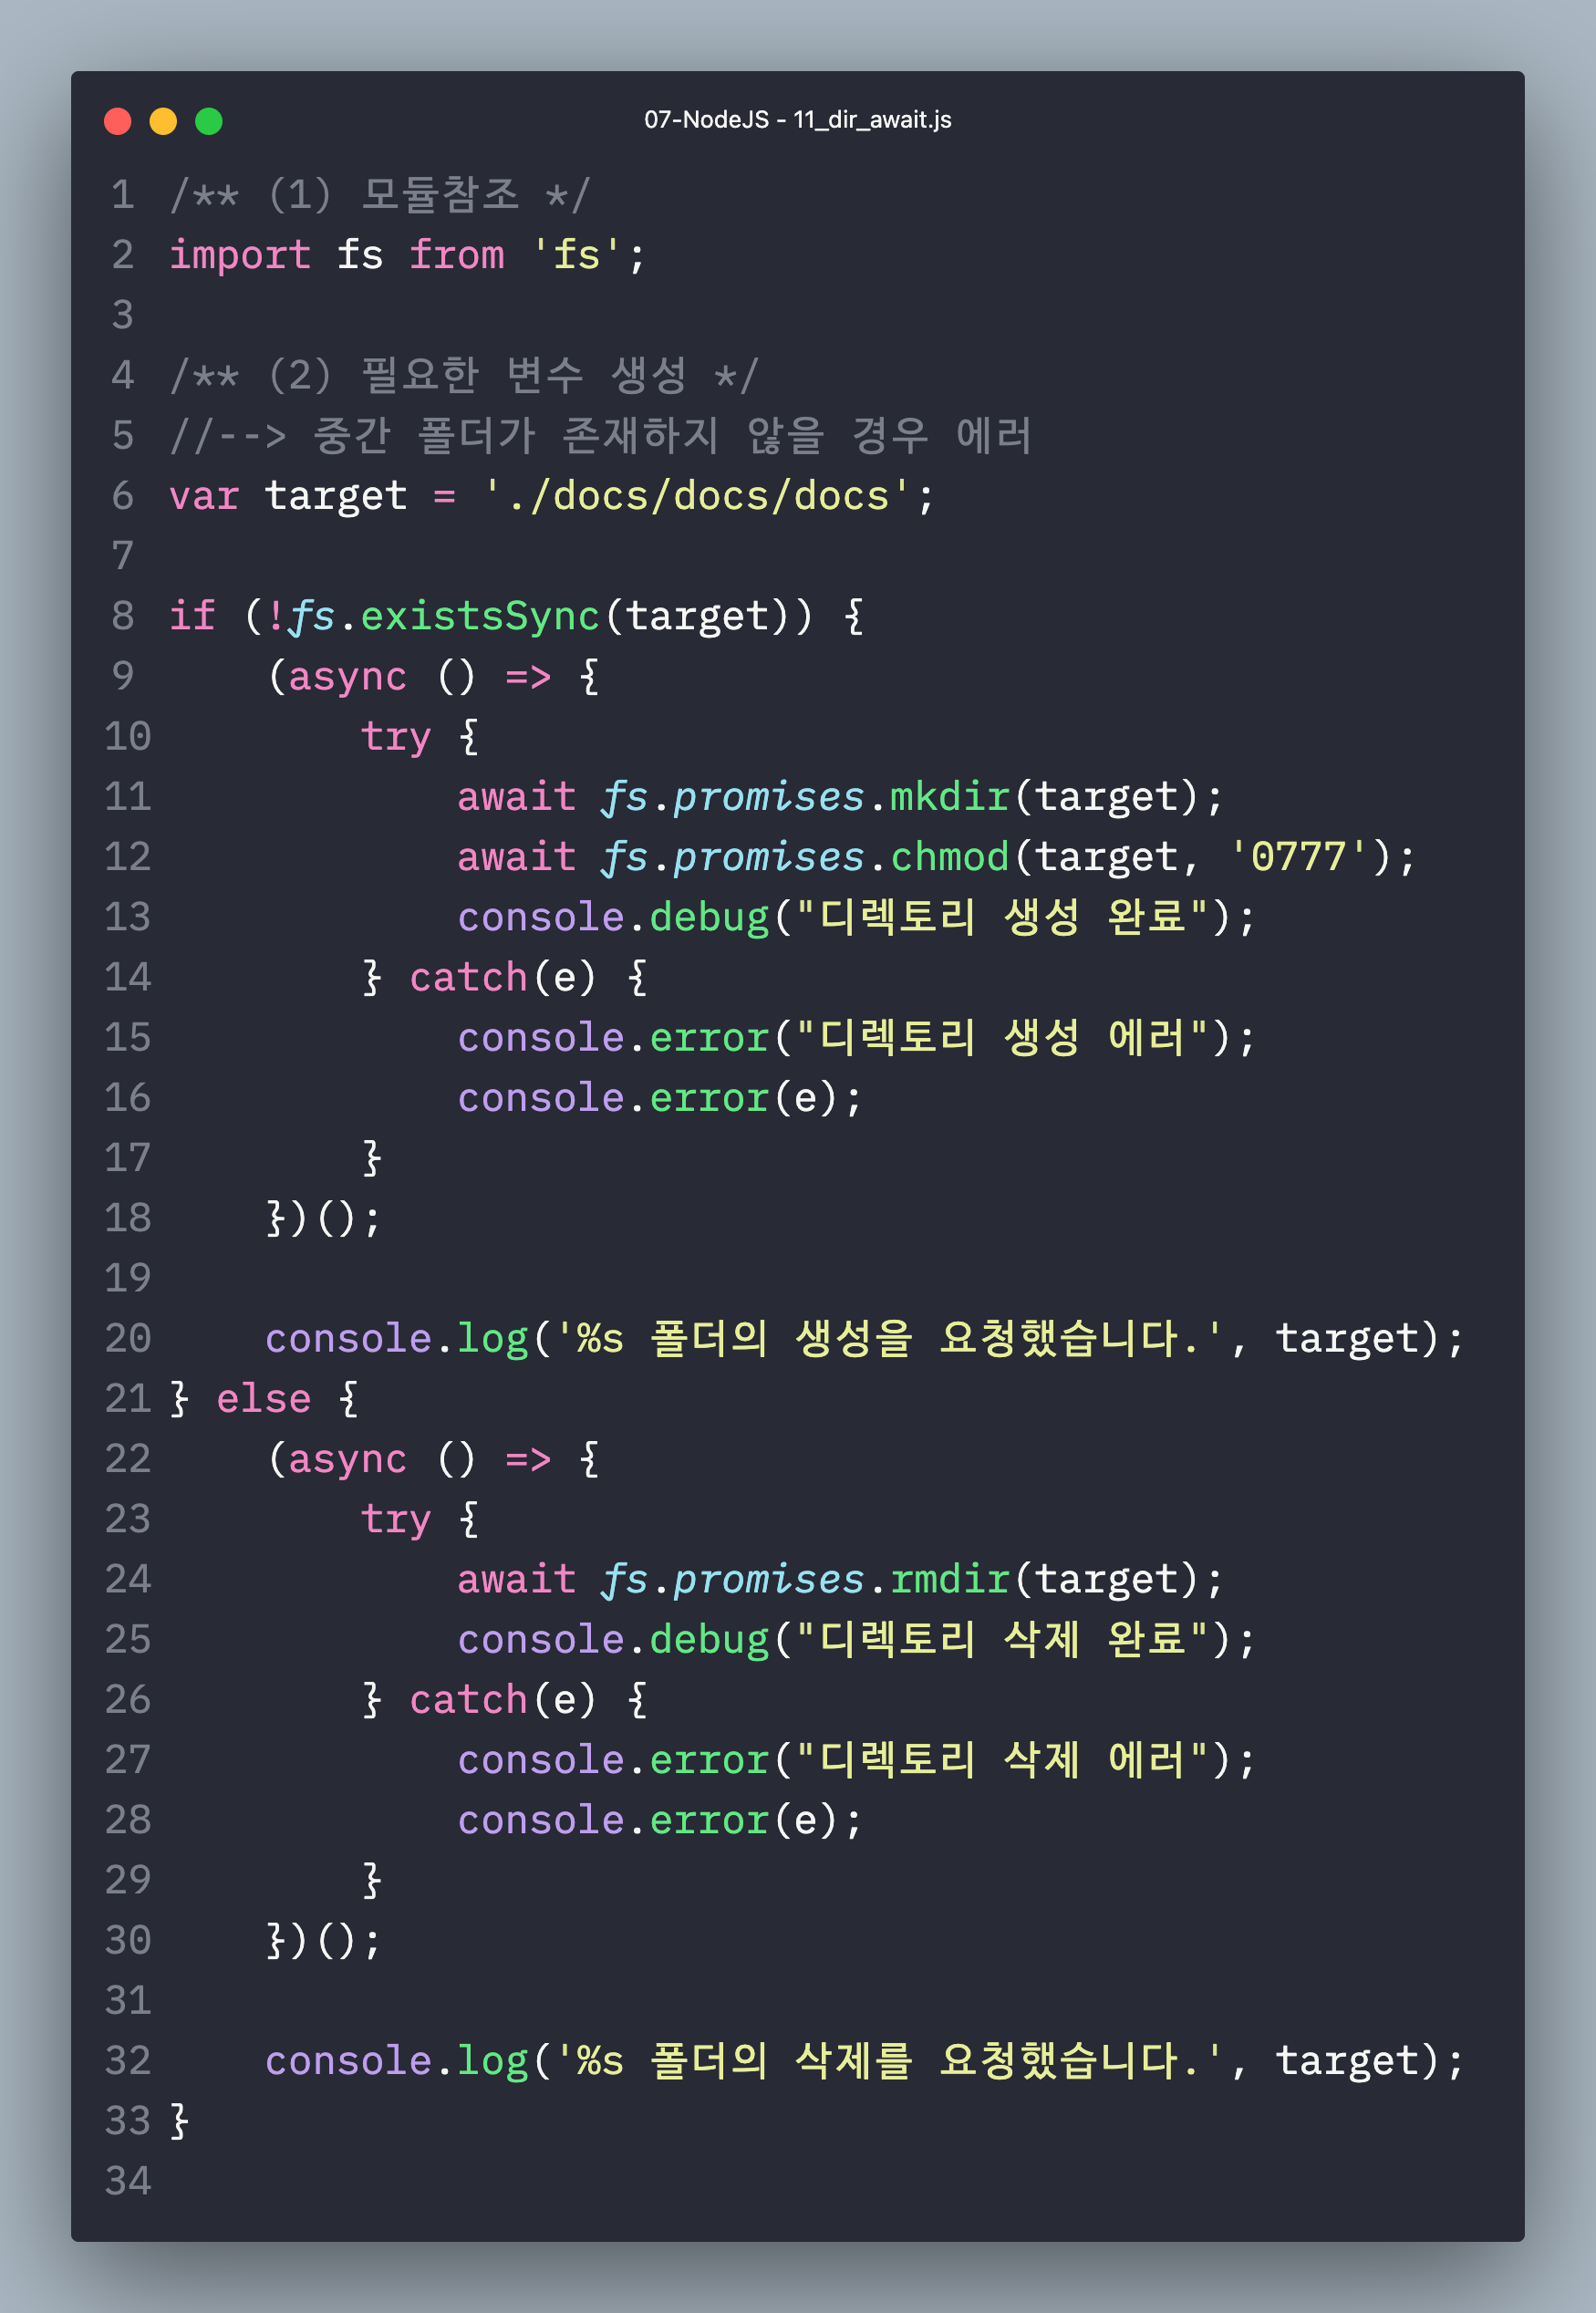 07-NodeJS - 11_dir_await.js
1 /** (1) 모듈참조 */
2 import fs from 'fs';
3
4 /** (2) 필요한 변수 생성 */
5 //--> 중간 폴더가 존재하지 않을 경우 에러
6 var target = './docs/docs/docs';
7
8 if (!fs.existsSync(target)) {
9     (async () => {
10         try {
11             await fs.promises.mkdir(target);
12             await fs.promises.chmod(target, '0777');
13             console.debug("디렉토리 생성 완료");
14         } catch(e) {
15             console.error("디렉토리 생성 에러");
16             console.error(e);
17         }
18     })();
19
20     console.log('%s 폴더의 생성을 요청했습니다.', target);
21 } else {
22     (async () => {
23         try {
24             await fs.promises.rmdir(target);
25             console.debug("디렉토리 삭제 완료");
26         } catch(e) {
27             console.error("디렉토리 삭제 에러");
28             console.error(e);
29         }
30     })();
31
32     console.log('%s 폴더의 삭제를 요청했습니다.', target);
33 }
34